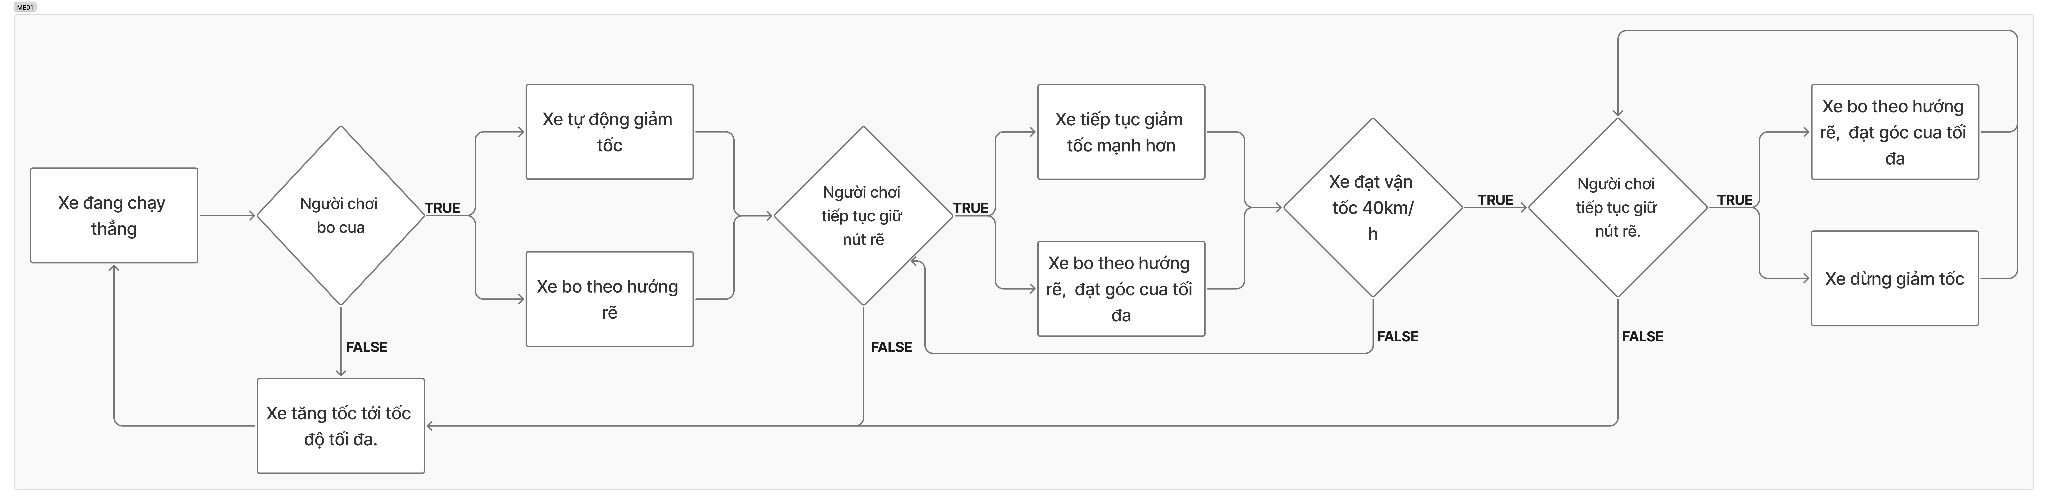 ME01
Xe đang chạy
thẳng
Người chơi
bo cua
TRUE
FALSE
Xe tăng tốc tới tốc
độ tối đa.
Xe tự động giảm
tốc
Xe bo theo hướng
rẽ
Người chơi
tiếp tục giữ
nút rẽ
TRUE
FALSE
Xe tiếp tục giảm
tốc mạnh hơn
Xe bo theo hướng
rẽ, đạt góc cua tối
đa
Xe đạt vận
tốc 40km/
h
TRUE
FALSE
Người chơi
tiếp tục giữ
nút rẽ.
TRUE
FALSE
Xe bo theo hướng
rẽ, đạt góc cua tối
đa
Xe dừng giảm tốc